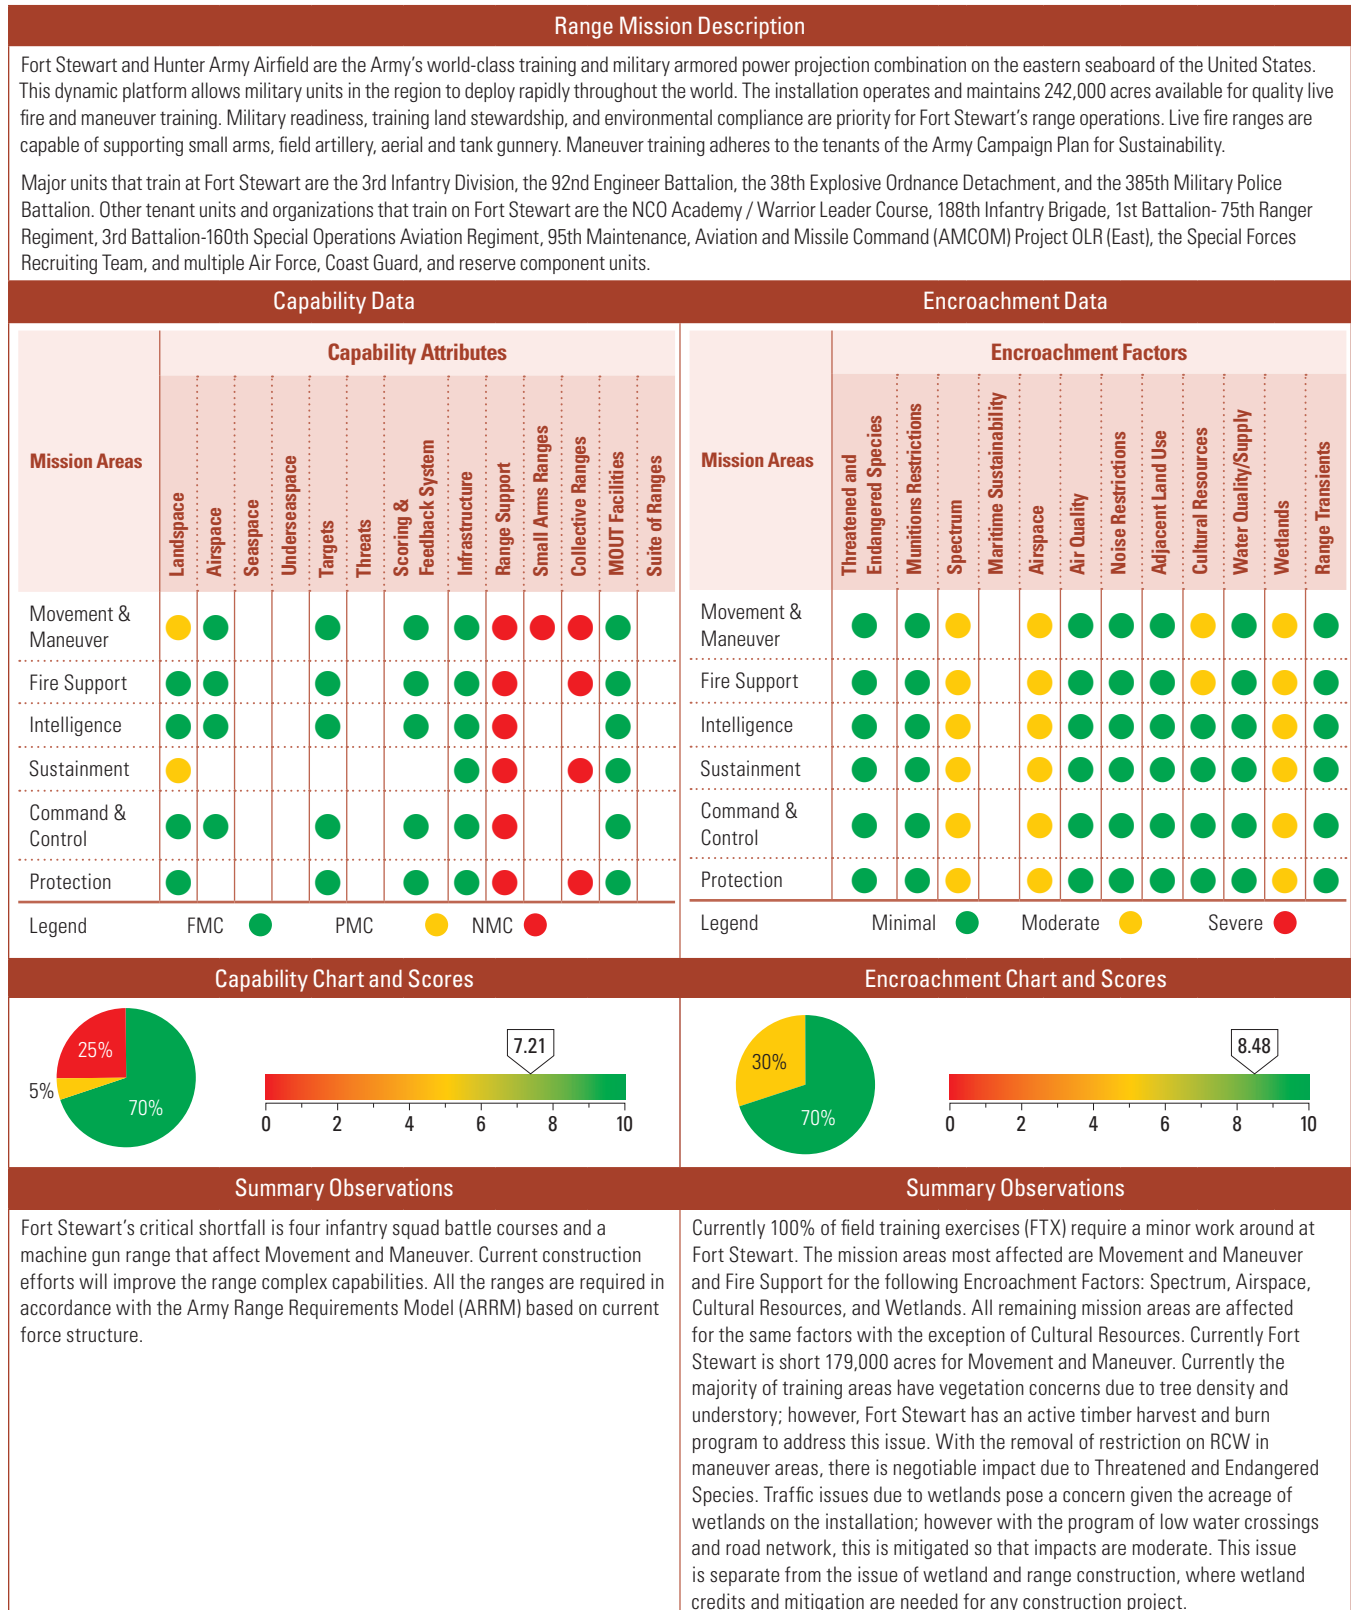 Range Mission Description
Fort Stewart and Hunter Army Airfield are the Army's world-class training and military armored power projection combination on the eastern seaboard of the United States.
This dynamic platform allows military units in the region to deploy rapidly throughout the world. The installation operates and maintains 242,000 acres available for quality live
fire and maneuver training. Military readiness, training land stewardship, and environmental compliance are priority for Fort Stewart's range operations. Live fire ranges are
capable of supporting small arms, field artillery, aerial and tank gunnery. Maneuver training adheres to the tenants of the Army Campaign Plan for Sustainability.
Major units that train at Fort Stewart are the 3rd Infantry Division, the 92nd Engineer Battalion, the 38th Explosive Ordnance Detachment, and the 385th Military Police
Battalion. Other tenant units and organizations that train on Fort Stewart are the NCO Academy / Warrior Leader Course, 188th Infantry Brigade, 1st Battalion- 75th Ranger
Regiment, 3rd Battalion-160th Special Operations Aviation Regiment, 95th Maintenance, Aviation and Missile Command (AMCOM) Project OLR (East), the Special Forces
Recruiting Team, and multiple Air Force, Coast Guard, and reserve component units.
Capability Data
Capability Attributes
Mission Areas
Landspace
Airspace
Seaspace
Underseaspace
Targets
Threats
Scoring &
Feedback System
Infrastructure
Range Support
Small Arms Ranges
Collective Ranges
MOUT Facilities
Suite of Ranges
Movement &
Maneuver
Fire Support
Intelligence
Sustainment
Command &
Control
Protection
Legend FMC PMC NMC
Encroachment Data
Encroachment Factors
Mission Areas
Threatened and
Endangered Species
Munitions Restrictions
Spectrum
Maritime Sustainability
Airspace
Air Quality
Noise Restrictions
Adjacent Land Use
Cultural Resources
Water Quality/Supply
Wetlands
Range Transients
Movement &
Maneuver
Fire Support
Intelligence
Sustainment
Command &
Control
Protection
Legend Minimal Moderate Severe
Capability Chart and Scores
25%
5%
70%
7.21
0 2 4 6 8 10
Encroachment Chart and Scores
30%
70%
8.48
0 2 4 6 8 10
Summary Observations
Fort Stewart's critical shortfall is four infantry squad battle courses and a
machine gun range that affect Movement and Maneuver. Current construction
efforts will improve the range complex capabilities. All the ranges are required in
accordance with the Army Range Requirements Model (ARRM) based on current
force structure.
Summary Observations
Currently 100% of field training exercises (FTX) require a minor work around at
Fort Stewart. The mission areas most affected are Movement and Maneuver
and Fire Support for the following Encroachment Factors: Spectrum, Airspace,
Cultural Resources, and Wetlands. All remaining mission areas are affected
for the same factors with the exception of Cultural Resources. Currently Fort
Stewart is short 179,000 acres for Movement and Maneuver. Currently the
majority of training areas have vegetation concerns due to tree density and
understory; however, Fort Stewart has an active timber harvest and burn
program to address this issue. With the removal of restriction on RCW in
maneuver areas, there is negotiable impact due to Threatened and Endangered
Species. Traffic issues due to wetlands pose a concern given the acreage of
wetlands on the installation; however with the program of low water crossings
and road network, this is mitigated so that impacts are moderate. This issue
is separate from the issue of wetland and range construction, where wetland
credits and mitigation are needed for any construction project.